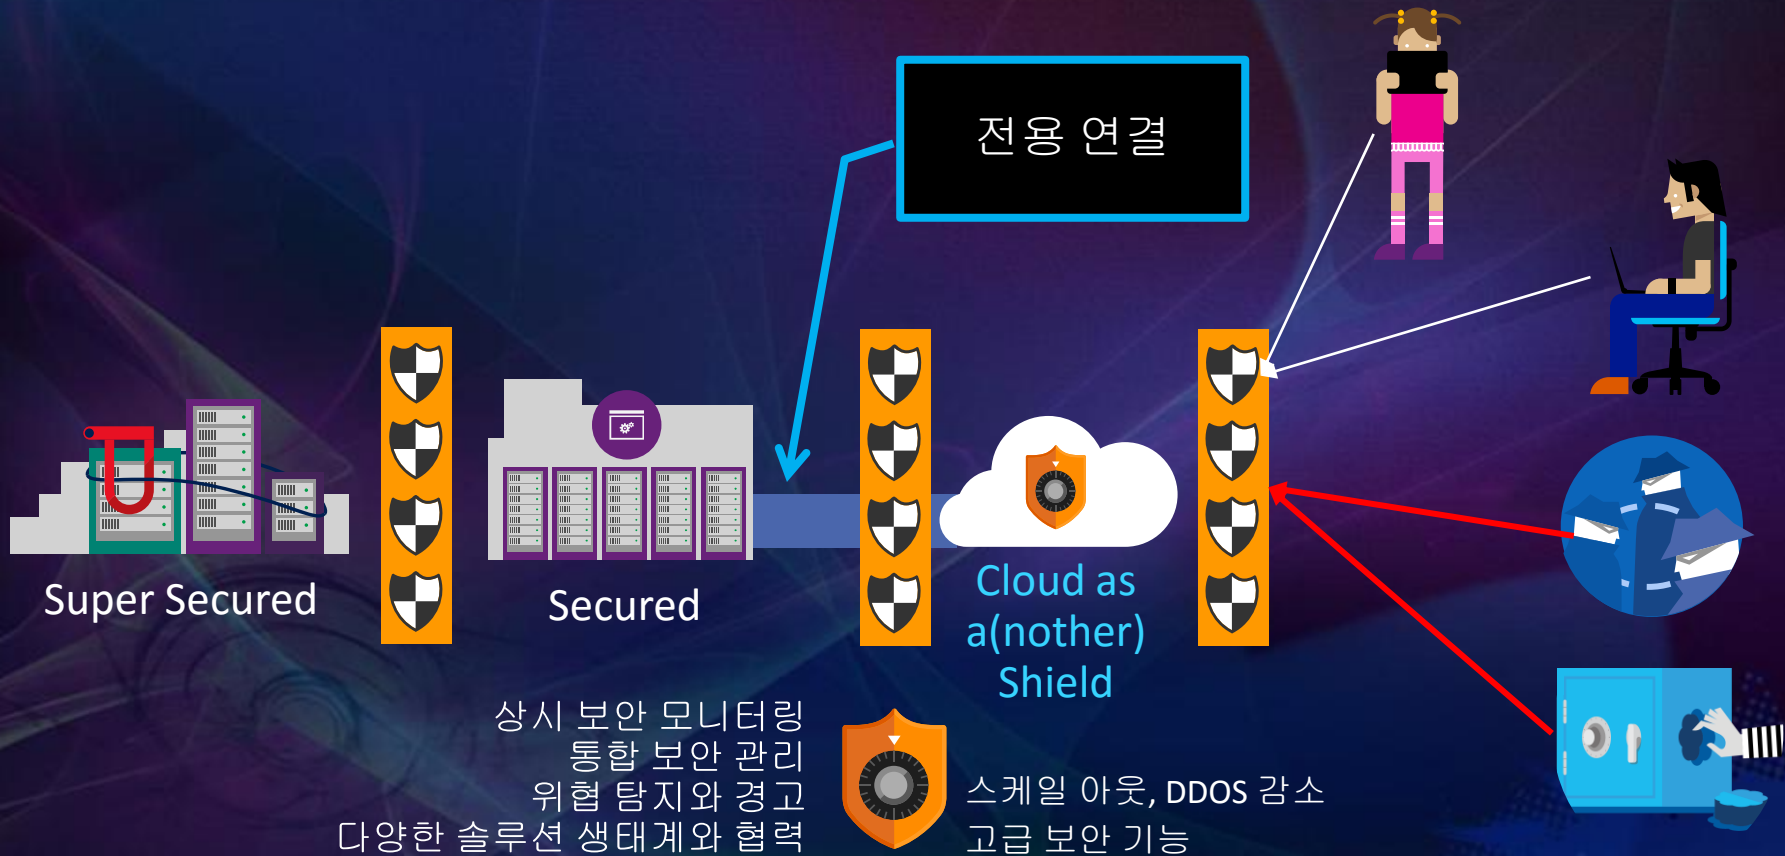 전용 연결
Super Secured
Secured
Cloud as
a(nother)
Shield
상시 보안 모니터링
통합 보안 관리
위협 탐지와 경고
다양한 솔루션 생태계와 협력
스케일 아웃, DDOS 감소
고급 보안 기능